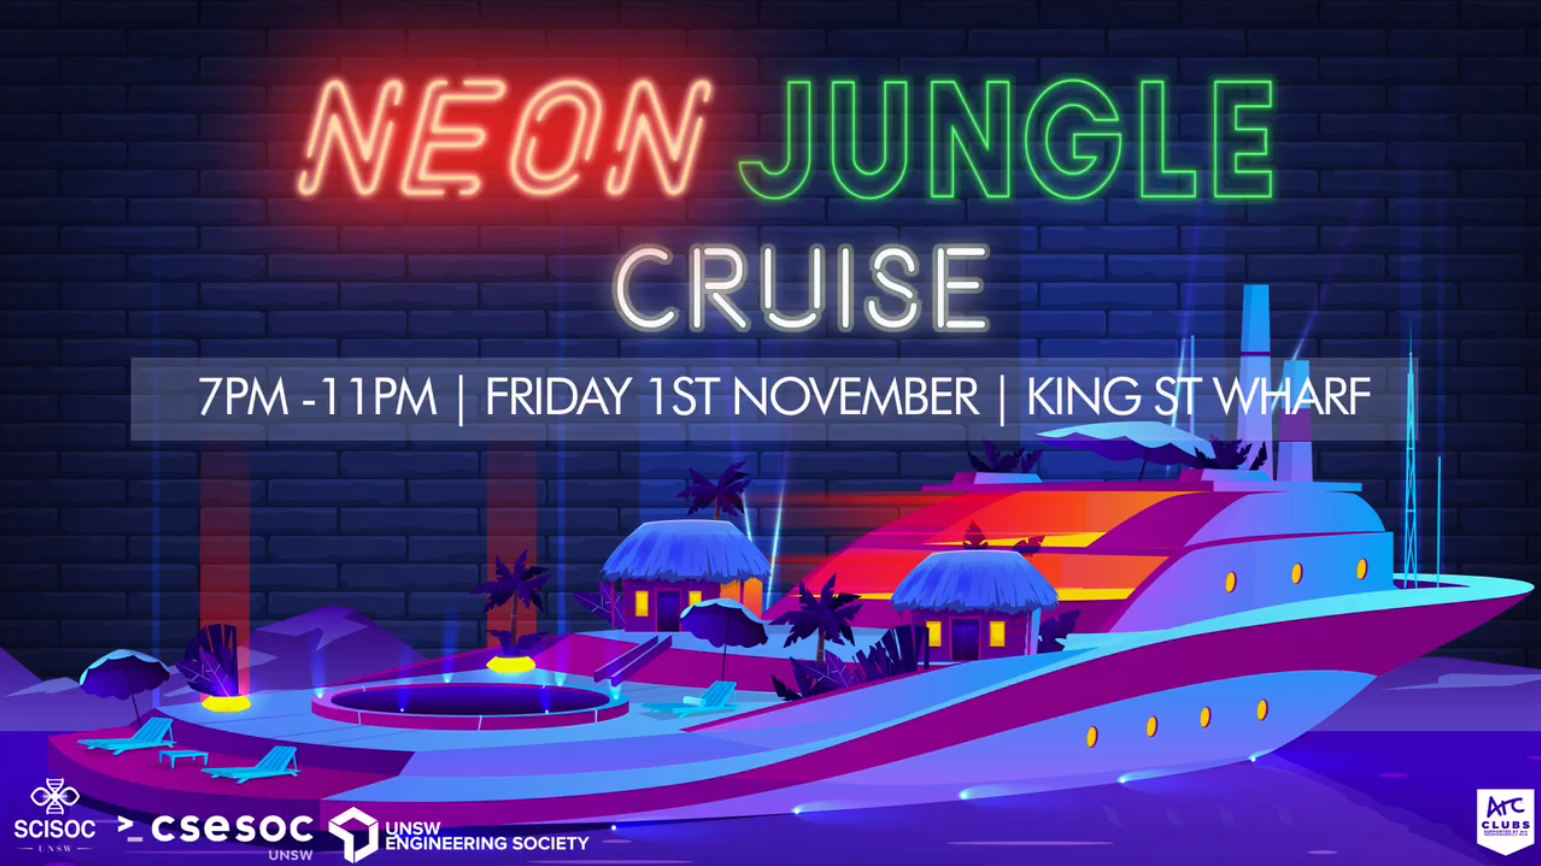 NEON JUNGLE
CRUISE
7PM -11PM | FRIDAY 1ST NOVEMBER | KING ST WHARF
SCISOC
UNSW
>_ csesoc
UNSW
UNSW
ENGINEERING SOCIETY
Arc
CLUBS